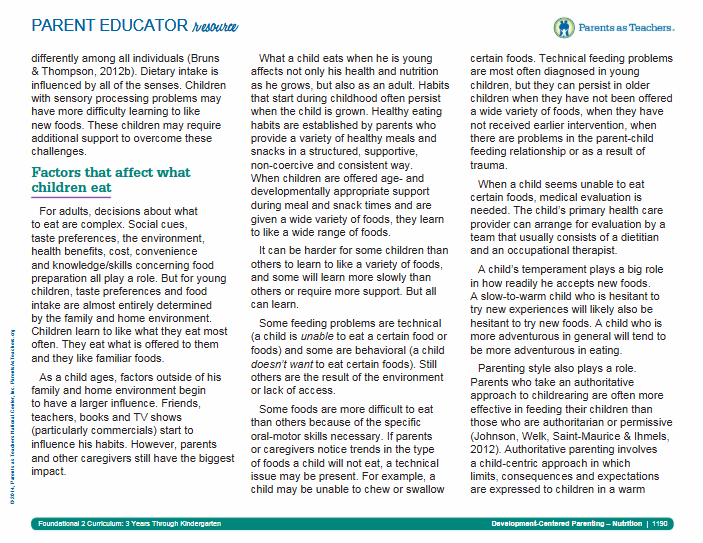 PARENT EDUCATOR resource
Parents as Teachers.
differently among all individuals (Bruns
& Thompson, 2012b). Dietary intake is
influenced by all of the senses. Children
with sensory processing problems may
have more difficulty learning to like
new foods. These children may require
additional support to overcome these
challenges.
Factors that affect what
children eat
For adults, decisions about what
to eat are complex. Social cues,
taste preferences, the environment,
health benefits, cost, convenience
and knowledge/skills concerning food
preparation all play a role. But for young
children, taste preferences and food
intake are almost entirely determined
by the family and home environment.
Children learn to like what they eat most
often. They eat what is offered to them
and they like familiar foods.
As a child ages, factors outside of his
family and home environment begin
to have a larger influence. Friends,
teachers, books and TV shows
(particularly commercials) start to
influence his habits. However, parents
and other caregivers still have the biggest
impact.
What a child eats when he is young
affects not only his health and nutrition
as he grows, but also as an adult. Habits
that start during childhood often persist
when the child is grown. Healthy eating
habits are established by parents who
provide a variety of healthy meals and
snacks in a structured, supportive,
non-coercive and consistent way.
When children are offered age- and
developmentally appropriate support
during meal and snack times and are
given a wide variety of foods, they learn
to like a wide range of foods.
It can be harder for some children than
others to learn to like a variety of foods,
and some will learn more slowly than
others or require more support. But all
can learn.
Some feeding problems are technical
(a child is unable to eat a certain food or
foods) and some are behavioral (a child
doesn't want to eat certain foods). Still
others are the result of the environment
or lack of access.
Some foods are more difficult to eat
than others because of the specific
oral-motor skills necessary. If parents
or caregivers notice trends in the type
of foods a child will not eat, a technical
issue may be present. For example, a
child may be unable to chew or swallow
certain foods. Technical feeding problems
are most often diagnosed in young
children, but they can persist in older
children when they have not been offered
a wide variety of foods, when they have
not received earlier intervention, when
there are problems in the parent-child
feeding relationship or as a result of
trauma.
When a child seems unable to eat
certain foods, medical evaluation is
needed. The child's primary health care
provider can arrange for evaluation by a
team that usually consists of a dietitian
and an occupational therapist.
A child's temperament plays a big role
in how readily he accepts new foods.
A slow-to-warm child who is hesitant to
try new experiences will likely also be
hesitant to try new foods. A child who is
more adventurous in general will tend to
be more adventurous in eating.
Parenting style also plays a role.
Parents who take an authoritative
approach to childrearing are often more
effective in feeding their children than
those who are authoritarian or permissive
(Johnson, Welk, Saint-Maurice & Ihmels,
2012). Authoritative parenting involves
a child-centric approach in which
limits, consequences and expectations
are expressed to children in a warm
©2014, Parents as Teachers National Center, Inc. ParentsAsTeachers.org
Foundational 2 Curriculum: 3 Years Through Kindergarten
Development-Centered Parenting – Nutrition | 1190